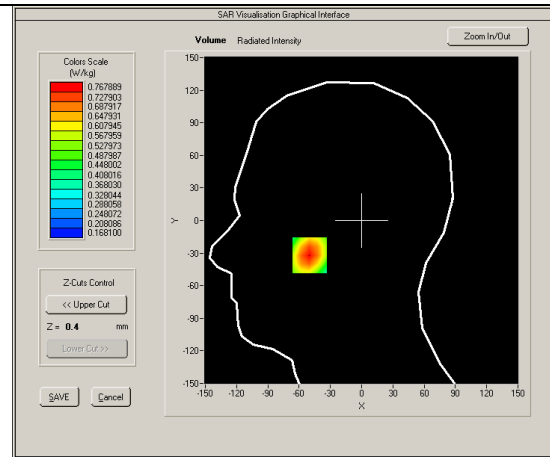 SAR Visualisation Graphical Interface
Volume Radiated Intensity
Zoom In/Out
Colors Scale
(W/kg)
0.767889
0.727903
0.687917
0.647931
0.607945
0.567959
0.527973
0.487987
0.448002
0.408016
0.368030
0.328044
0.288058
0.248072
0.208086
0.168100
Z-Cuts Control
<< Upper Cut
Z = 0.4 mm
Lower Cut >>
SAVE Cancel
150
120
90
60
30
Y 0
-30
-60
-90
-120
-150
-150 -120 -90 -60 -30 0 30 60 90 120 150
X